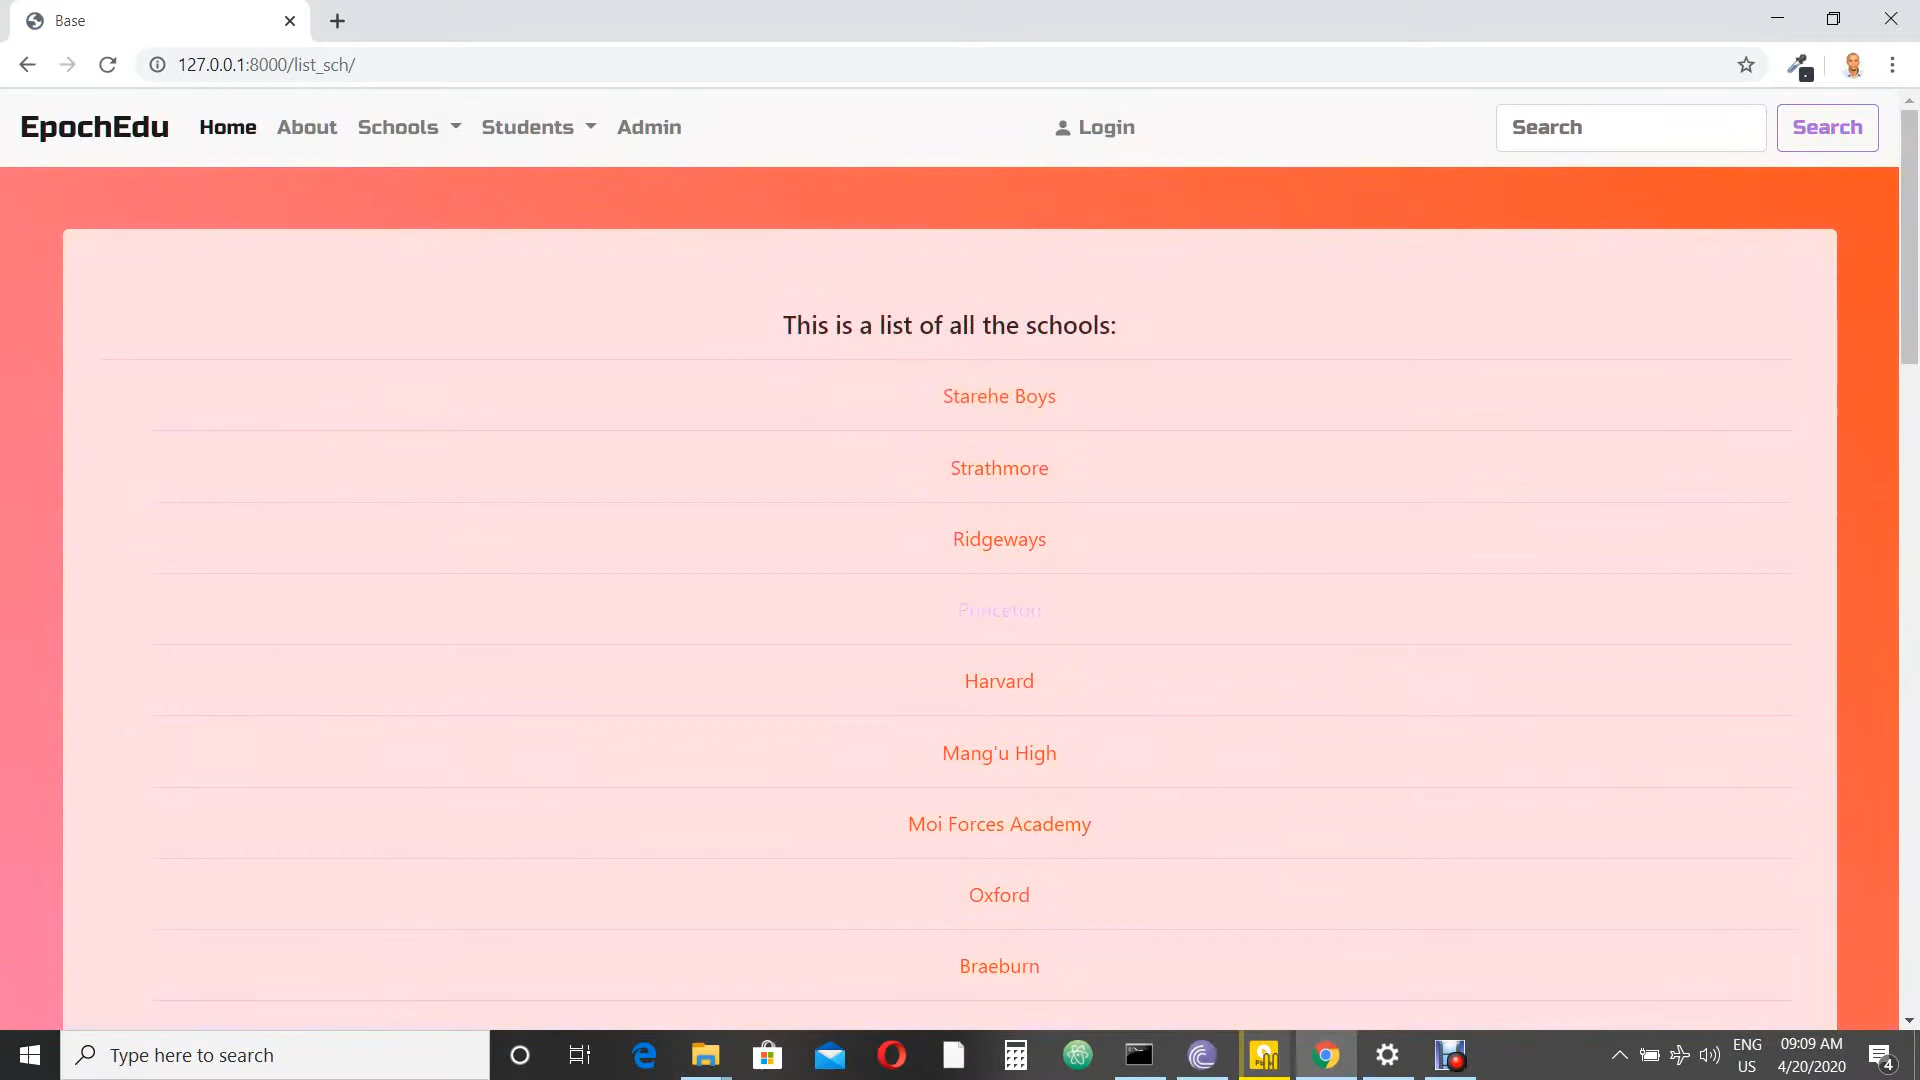 Base
127.0.0.1:8000/list_sch/
EpochEdu Home About Schools Students Admin Login Search Search
This is a list of all the schools:
Starehe Boys
Strathmore
Ridgeways
Princeton
Harvard
Mang'u High
Moi Forces Academy
Oxford
Braeburn
Type here to search
ENG
US
09:09 AM
4/20/2020
4